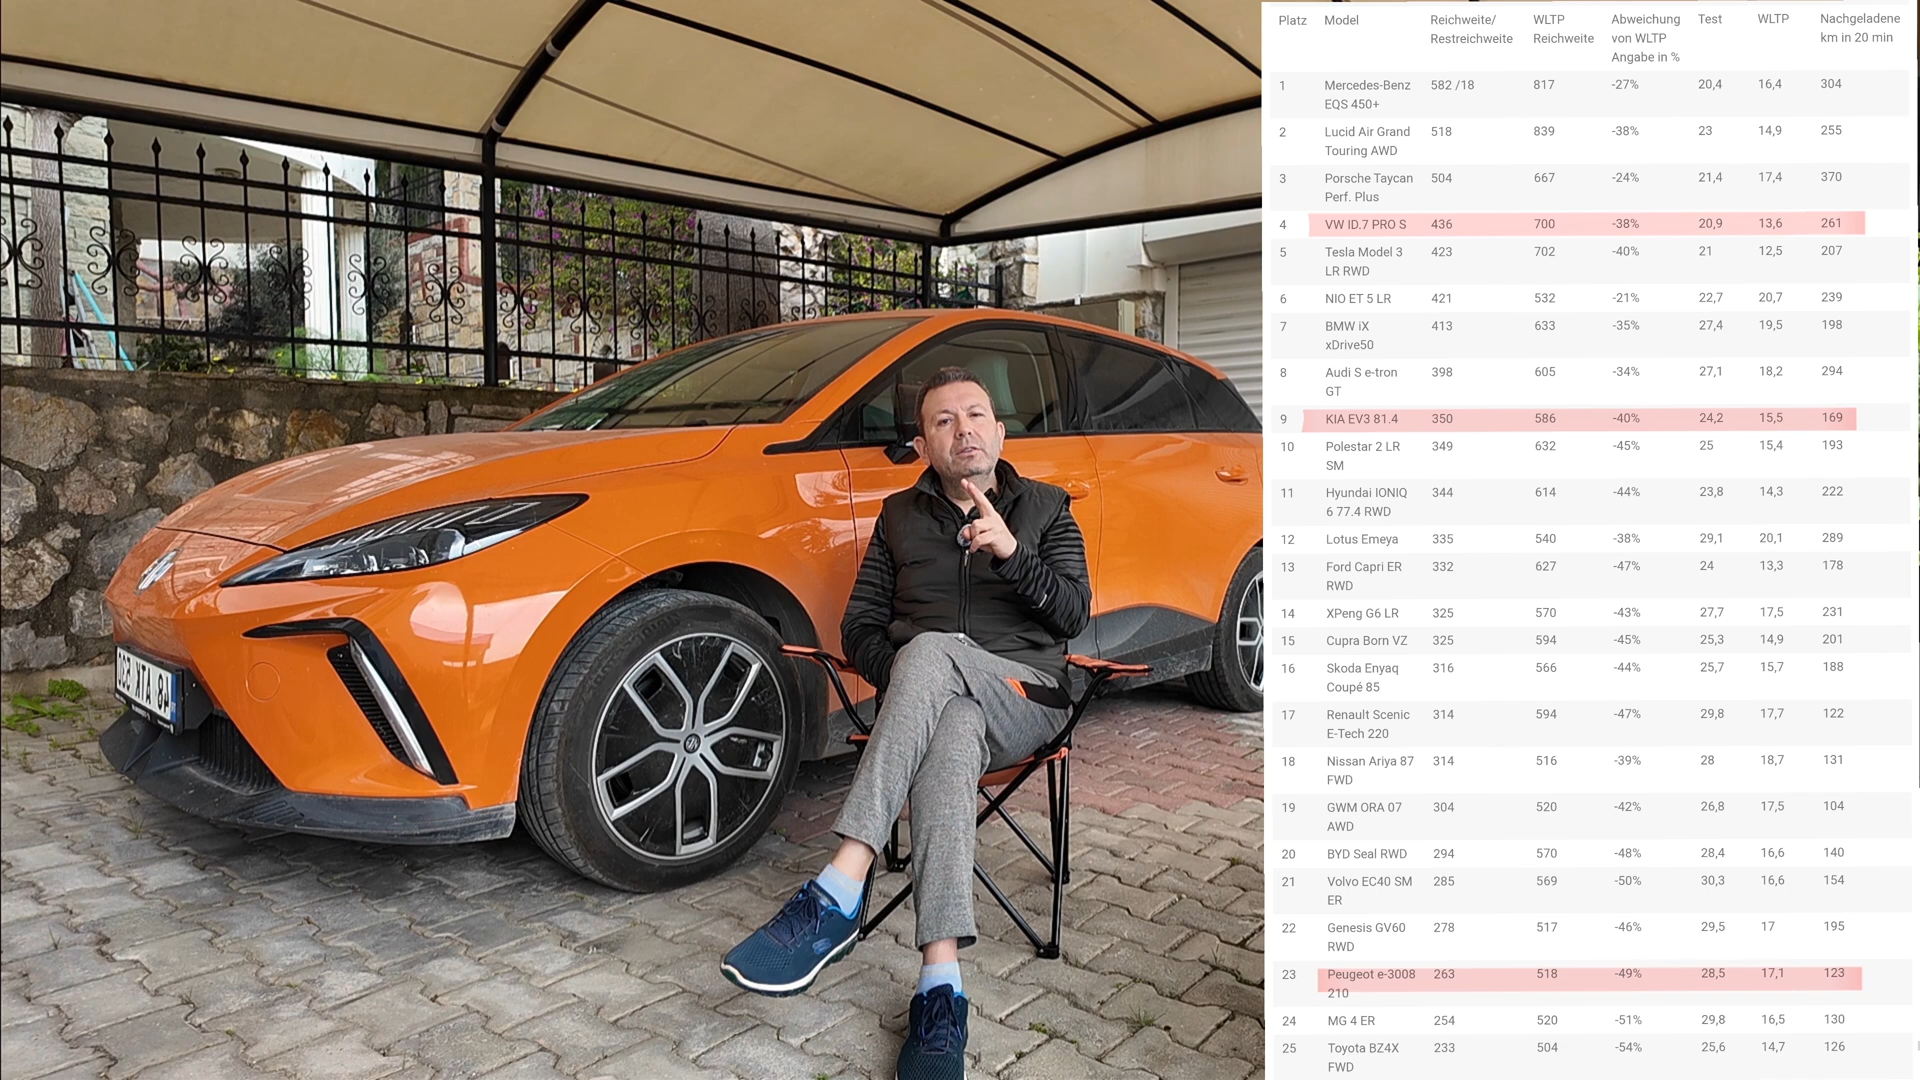 Platz Model Reichweite/ WLTP Abweichung Test WLTP Nachgeladene
Restreichweite Reichweite von WLTP km in 20 min
Angabe in %
1 Mercedes-Benz 582 /18 817 -27% 20,4 16,4 304
EQS 450+
2 Lucid Air Grand 518 839 -38% 23 14,9 255
Touring AWD
3 Porsche Taycan 504 667 -24% 21,4 17,4 370
Perf. Plus
4 VW ID.7 PRO S 436 700 -38% 20,9 13,6 261
5 Tesla Model 3 423 702 -40% 21 12,5 207
LR RWD
6 NIO ET 5 LR 421 532 -21% 22,7 20,7 239
7 BMW iX 413 633 -35% 27,4 19,5 198
xDrive50
8 Audi S e-tron 398 605 -34% 27,1 18,2 294
GT
9 KIA EV3 81.4 350 586 -40% 24,2 15,5 169
10 Polestar 2 LR 349 632 -45% 25 15,4 193
SM
11 Hyundai IONIQ 344 614 -44% 23,8 14,3 222
6 77.4 RWD
12 Lotus Emeya 335 540 -38% 29,1 20,1 289
13 Ford Capri ER 332 627 -47% 24 13,3 178
RWD
14 XPeng G6 LR 325 570 -43% 27,7 17,5 231
15 Cupra Born VZ 325 594 -45% 25,3 14,9 201
16 Skoda Enyaq 316 566 -44% 25,7 15,7 188
Coupé 85
17 Renault Scenic 314 594 -47% 29,8 17,7 122
E-Tech 220
18 Nissan Ariya 87 314 516 -39% 28 18,7 131
FWD
19 GWM ORA 07 304 520 -42% 26,8 17,5 104
AWD
20 BYD Seal RWD 294 570 -48% 28,4 16,6 140
21 Volvo EC40 SM 285 569 -50% 30,3 16,6 154
ER
22 Genesis GV60 278 517 -46% 29,5 17 195
RWD
23 Peugeot e-3008 263 518 -49% 28,5 17,1 123
210
24 MG 4 ER 254 520 -51% 29,8 16,5 130
25 Toyota BZ4X 233 504 -54% 25,6 14,7 126
FWD